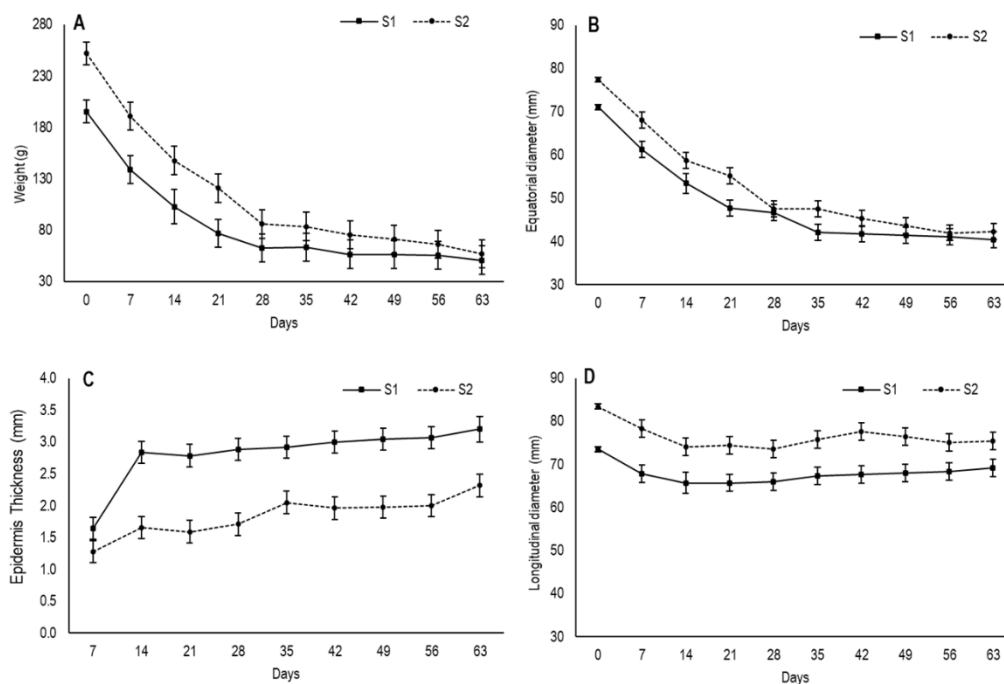 A
S1
S2
Weight (g)
280
230
180
130
80
30
0 7 14 21 28 35 42 49 56 63
Days
B
S1
S2
Equatorial diameter (mm)
90
80
70
60
50
40
30
0 7 14 21 28 35 42 49 56 63
Days
C
S1
S2
Epidermis Thickness (mm)
4.0
3.5
3.0
2.5
2.0
1.5
1.0
0.5
0.0
7 14 21 28 35 42 49 56 63
Days
D
S1
S2
Longitudinal diameter (mm)
90
80
70
60
50
40
30
0 7 14 21 28 35 42 49 56 63
Days